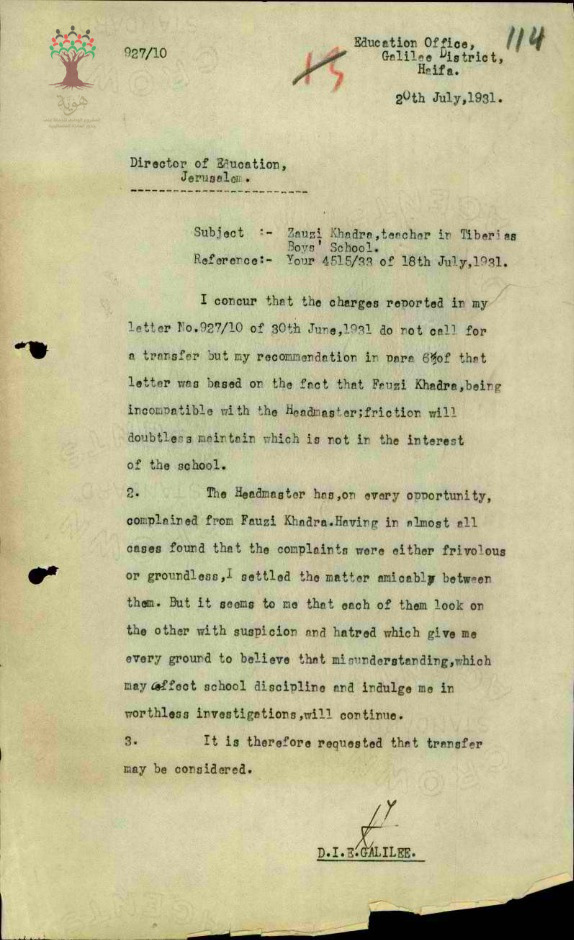 114
927/10
13
Education Office,
Galilee District,
Haifa.
20th July,1931.
Director of Education,
Jerusalem.
Subject :- Zauzi Khadra,teacher in Tiberias
Boys' School.
Reference:- Your 4515/33 of 18th July,1931.
I concur that the charges reported in my
letter No.927/10 of 30th June,1931 do not call for
a transfer but my recommendation in para 6 of that
letter was based on the fact that Fauzi Khadra,being
incompatible with the Headmaster;friction will
doubtless maintain which is not in the interest
of the school.
2. The Headmaster has,on every opportunity,
complained from Fauzi Khadra.Having in almost all
cases found that the complaints were either frivolous
or groundless,I settled the matter amicably between
them. But it seems to me that each of them look on
the other with suspicion and hatred which give me
every ground to believe that misunderstanding,which
may affect school discipline and indulge me in
worthless investigations,will continue.
3. It is therefore requested that transfer
may be considered.
D.I.E.GALILEE.
هوية